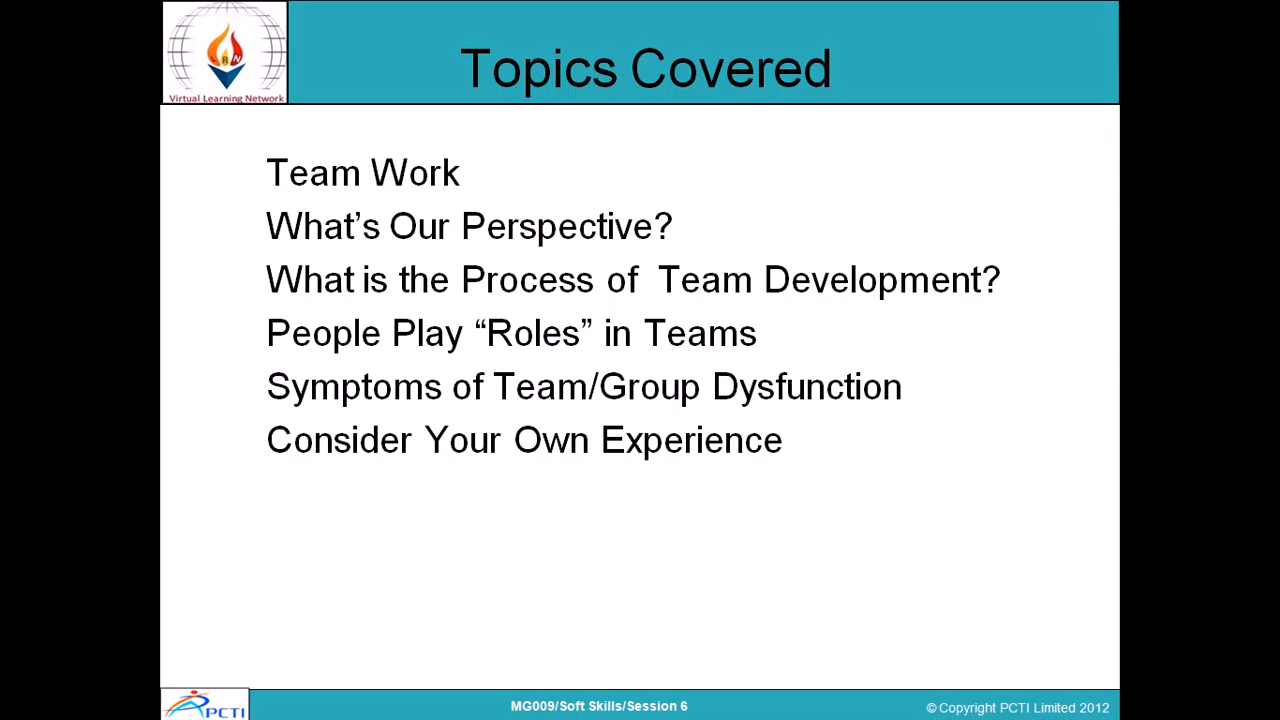 Topics Covered
Virtual Learning Network
Team Work
What’s Our Perspective?
What is the Process of  Team Development?
People Play “Roles” in Teams
Symptoms of Team/Group Dysfunction
Consider Your Own Experience
PCTI
MG009/Soft Skills/Session 6
© Copyright PCTI Limited 2012